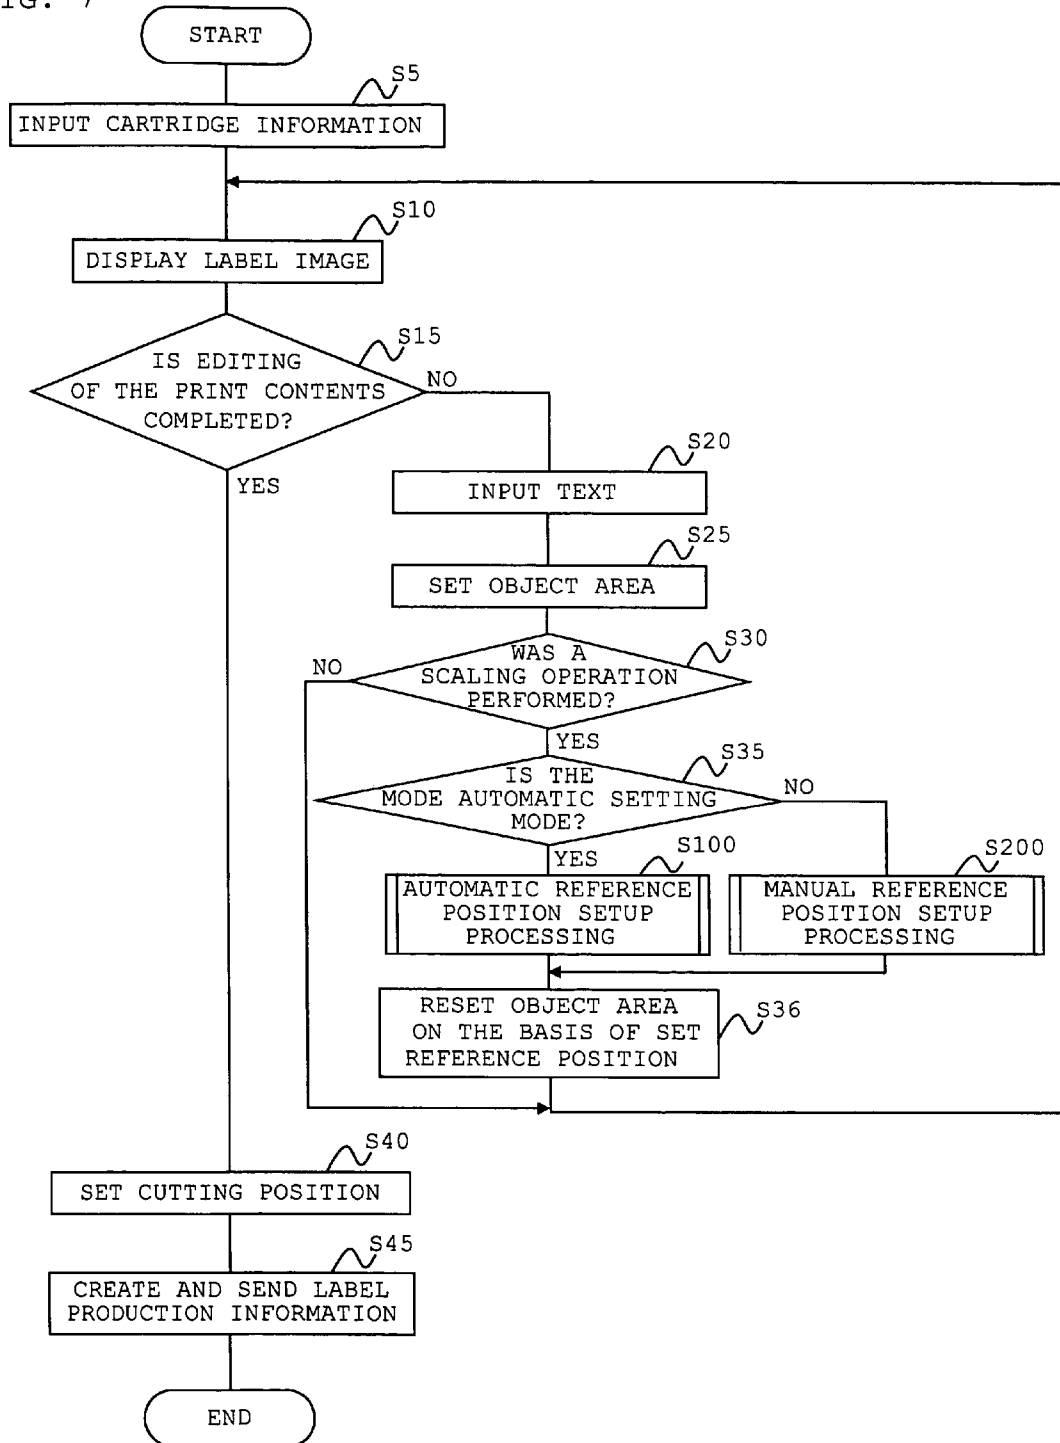 IG. 7
START
S5
INPUT CARTRIDGE INFORMATION
S10
DISPLAY LABEL IMAGE
S15
IS EDITING
OF THE PRINT CONTENTS
COMPLETED?
NO
YES
S20
INPUT TEXT
S25
SET OBJECT AREA
S30
WAS A
SCALING OPERATION
PERFORMED?
NO
YES
S35
IS THE
MODE AUTOMATIC SETTING
MODE?
NO
YES
S100
AUTOMATIC REFERENCE
POSITION SETUP
PROCESSING
S200
MANUAL REFERENCE
POSITION SETUP
PROCESSING
RESET OBJECT AREA
ON THE BASIS OF SET
REFERENCE POSITION
S36
S40
SET CUTTING POSITION
S45
CREATE AND SEND LABEL
PRODUCTION INFORMATION
END